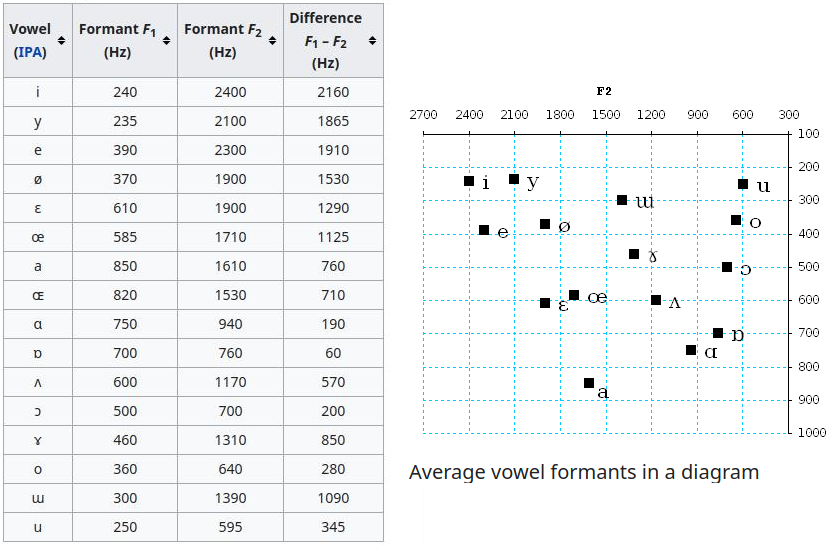 Vowel (IPA) Formant F1 (Hz) Formant F2 (Hz) Difference F1 – F2 (Hz)
i 240 2400 2160
y 235 2100 1865
e 390 2300 1910
ø 370 1900 1530
ɛ 610 1900 1290
œ 585 1710 1125
a 850 1610 760
ɶ 820 1530 710
ɑ 750 940 190
ɒ 700 760 60
ʌ 600 1170 570
ɔ 500 700 200
ɤ 460 1310 850
o 360 640 280
ɯ 300 1390 1090
u 250 595 345
F2
2700 2400 2100 1800 1500 1200 900 600 300
100
200
i y u
ɯ 300
o
e ø 400
ɤ
ɔ 500
ɛ œ ʌ 600
ɒ 700
ɑ
800
a
900
1000
Average vowel formants in a diagram